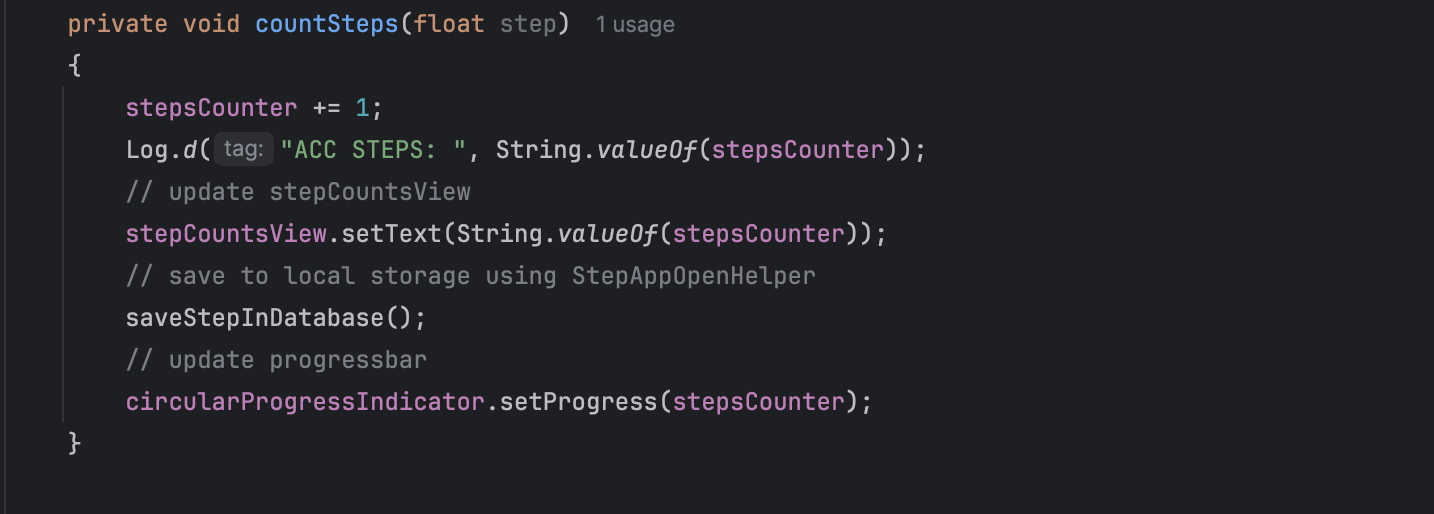 private void countSteps(float step) 1 usage
{
stepsCounter += 1;
Log.d( tag: "ACC STEPS: ", String.valueOf(stepsCounter));
// update stepCountsView
stepCountsView.setText(String.valueOf(stepsCounter));
// save to local storage using StepAppOpenHelper
saveStepInDatabase();
// update progressbar
circularProgressIndicator.setProgress(stepsCounter);
}